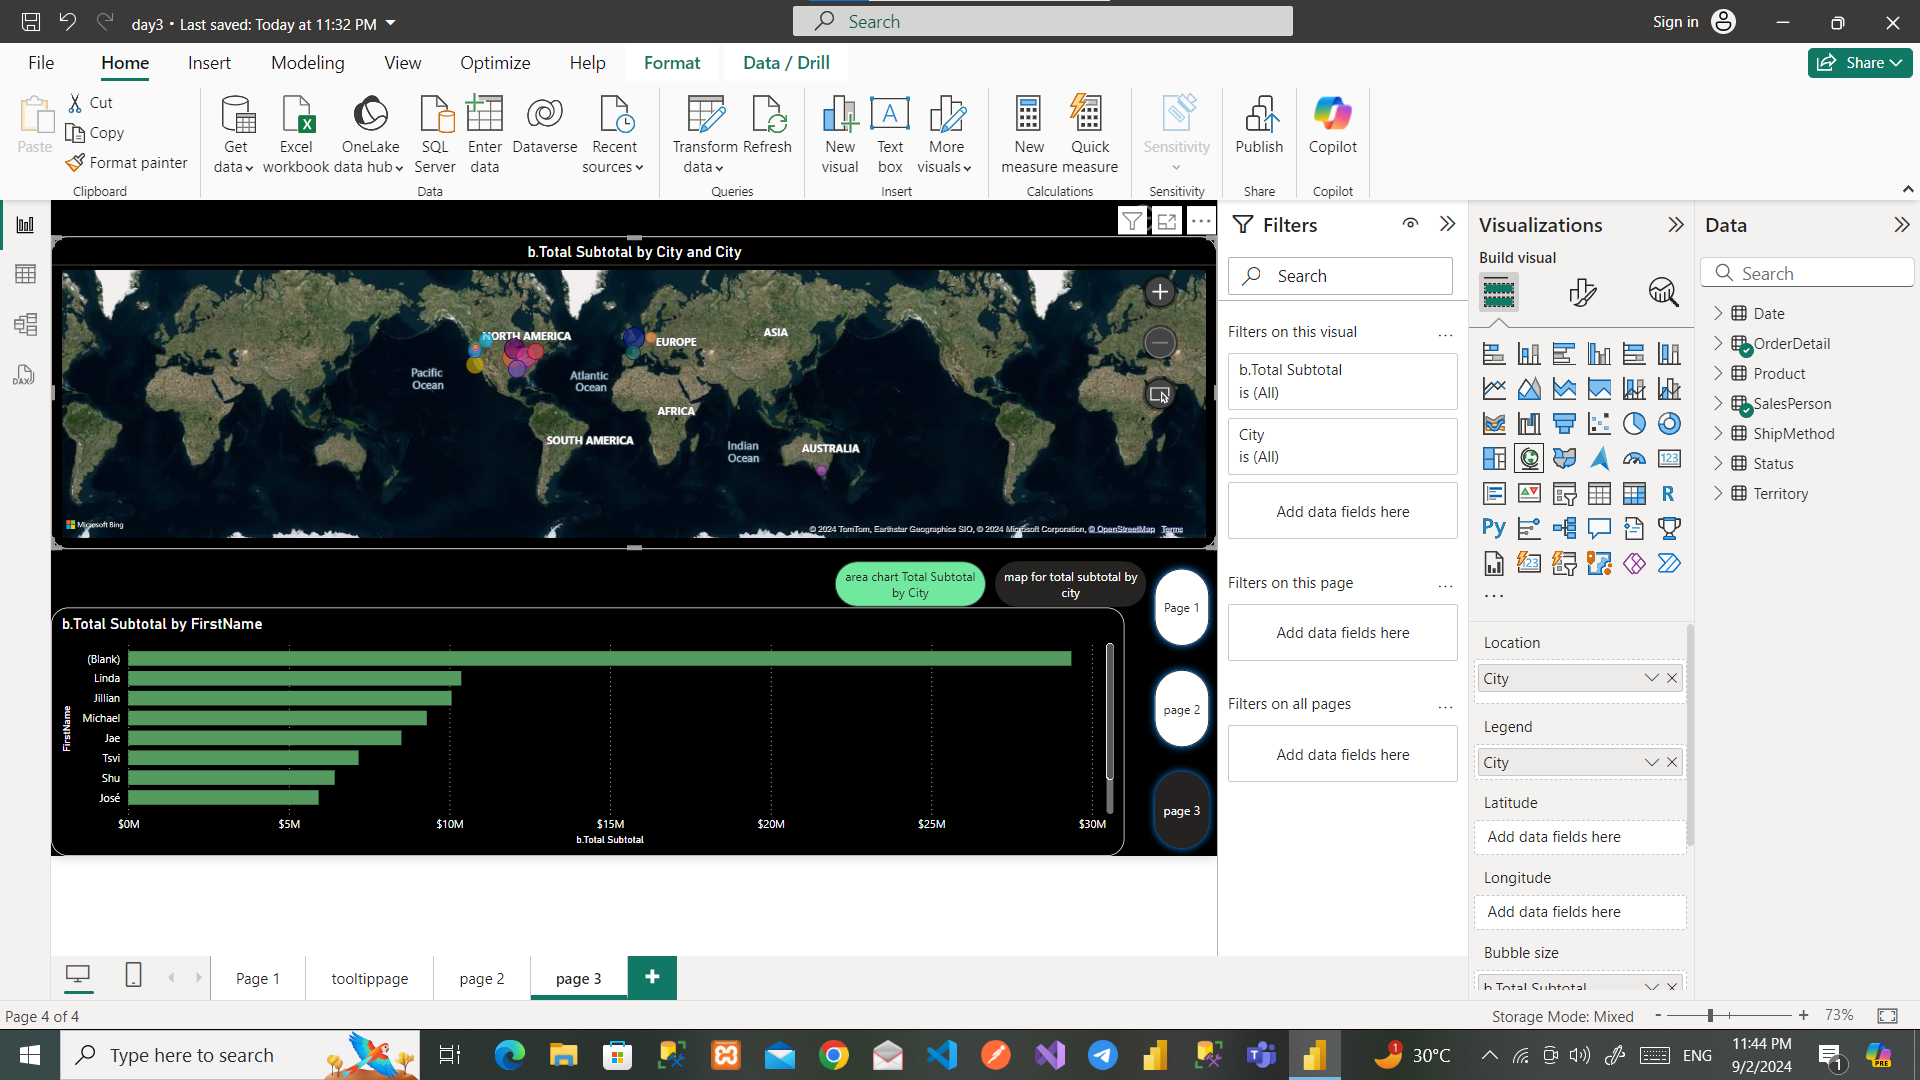 day3 • Last saved: Today at 11:32 PM
Search
Sign in
File
Home
Insert
Modeling
View
Optimize
Help
Format
Data / Drill
Share
Paste
Cut
Copy
Format painter
Clipboard
Get data
Excel workbook
OneLake data hub
SQL Server
Enter data
Dataverse
Recent sources
Data
Transform data
Refresh
Queries
New visual
Text box
More visuals
Insert
New measure
Quick measure
Calculations
Sensitivity
Sensitivity
Publish
Share
Copilot
Copilot
DAX
b.Total Subtotal by City and City
NORTH AMERICA
EUROPE
ASIA
Pacific
Ocean
Atlantic
Ocean
AFRICA
SOUTH AMERICA
Indian
Ocean
AUSTRALIA
Microsoft Bing
© 2024 TomTom, Earthstar Geographics SIO, © 2024 Microsoft Corporation, © OpenStreetMap Terms
area chart Total Subtotal
by City
map for total subtotal by
city
Page 1
page 2
page 3
b.Total Subtotal by FirstName
FirstName
(Blank)
Linda
Jillian
Michael
Jae
Tsvi
Shu
José
$0M
$5M
$10M
$15M
$20M
$25M
$30M
b.Total Subtotal
Filters
Search
Filters on this visual
b.Total Subtotal
is (All)
City
is (All)
Add data fields here
Filters on this page
Add data fields here
Filters on all pages
Add data fields here
Visualizations
Build visual
123
R
Py
123
Location
City
Legend
City
Latitude
Add data fields here
Longitude
Add data fields here
Bubble size
b.Total Subtotal
Data
Search
Date
OrderDetail
Product
SalesPerson
ShipMethod
Status
Territory
Page 1
tooltippage
page 2
page 3
Page 4 of 4
Storage Mode: Mixed
73%
Type here to search
1
30°C
ENG
11:44 PM
9/2/2024
1
PRE